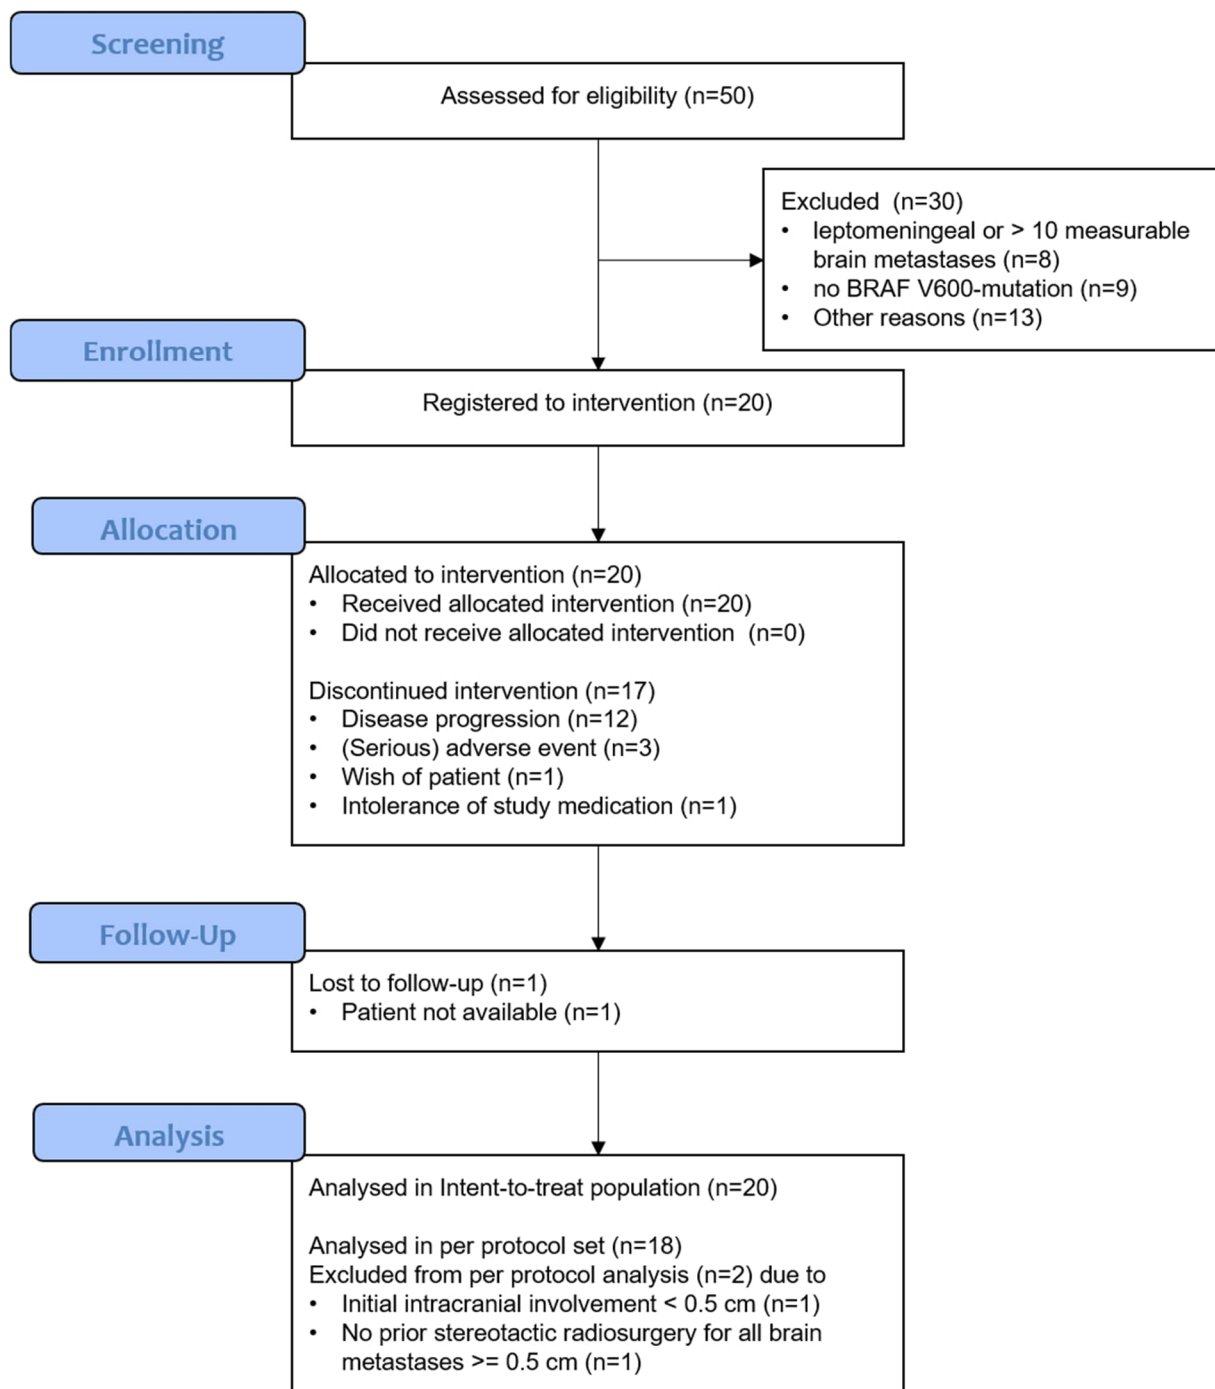 Screening
Assessed for eligibility (n=50)
Excluded  (n=30)
• leptomeningeal or > 10 measurable
brain metastases (n=8)
• no BRAF V600-mutation (n=9)
• Other reasons (n=13)
Enrollment
Registered to intervention (n=20)
Allocation
Allocated to intervention (n=20)
• Received allocated intervention (n=20)
• Did not receive allocated intervention  (n=0)
Discontinued intervention (n=17)
• Disease progression (n=12)
• (Serious) adverse event (n=3)
• Wish of patient (n=1)
• Intolerance of study medication (n=1)
Follow-Up
Lost to follow-up (n=1)
• Patient not available (n=1)
Analysis
Analysed in Intent-to-treat population (n=20)
Analysed in per protocol set (n=18)
Excluded from per protocol analysis (n=2) due to
• Initial intracranial involvement < 0.5 cm (n=1)
• No prior stereotactic radiosurgery for all brain
metastases >= 0.5 cm (n=1)